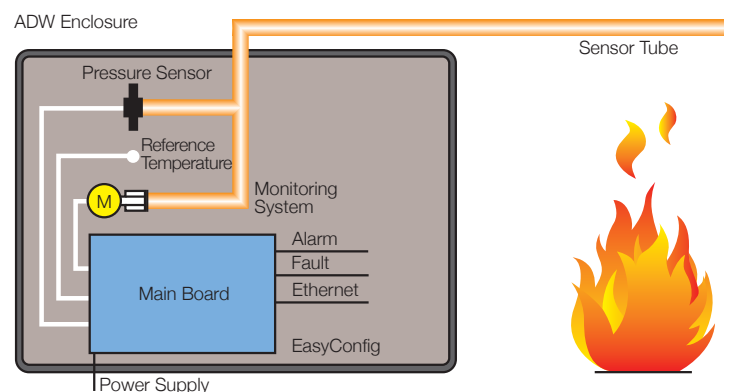 ADW Enclosure
Sensor Tube
Pressure Sensor
Reference
Temperature
M
Monitoring
System
Alarm
Fault
Ethernet
Main Board
EasyConfig
Power Supply